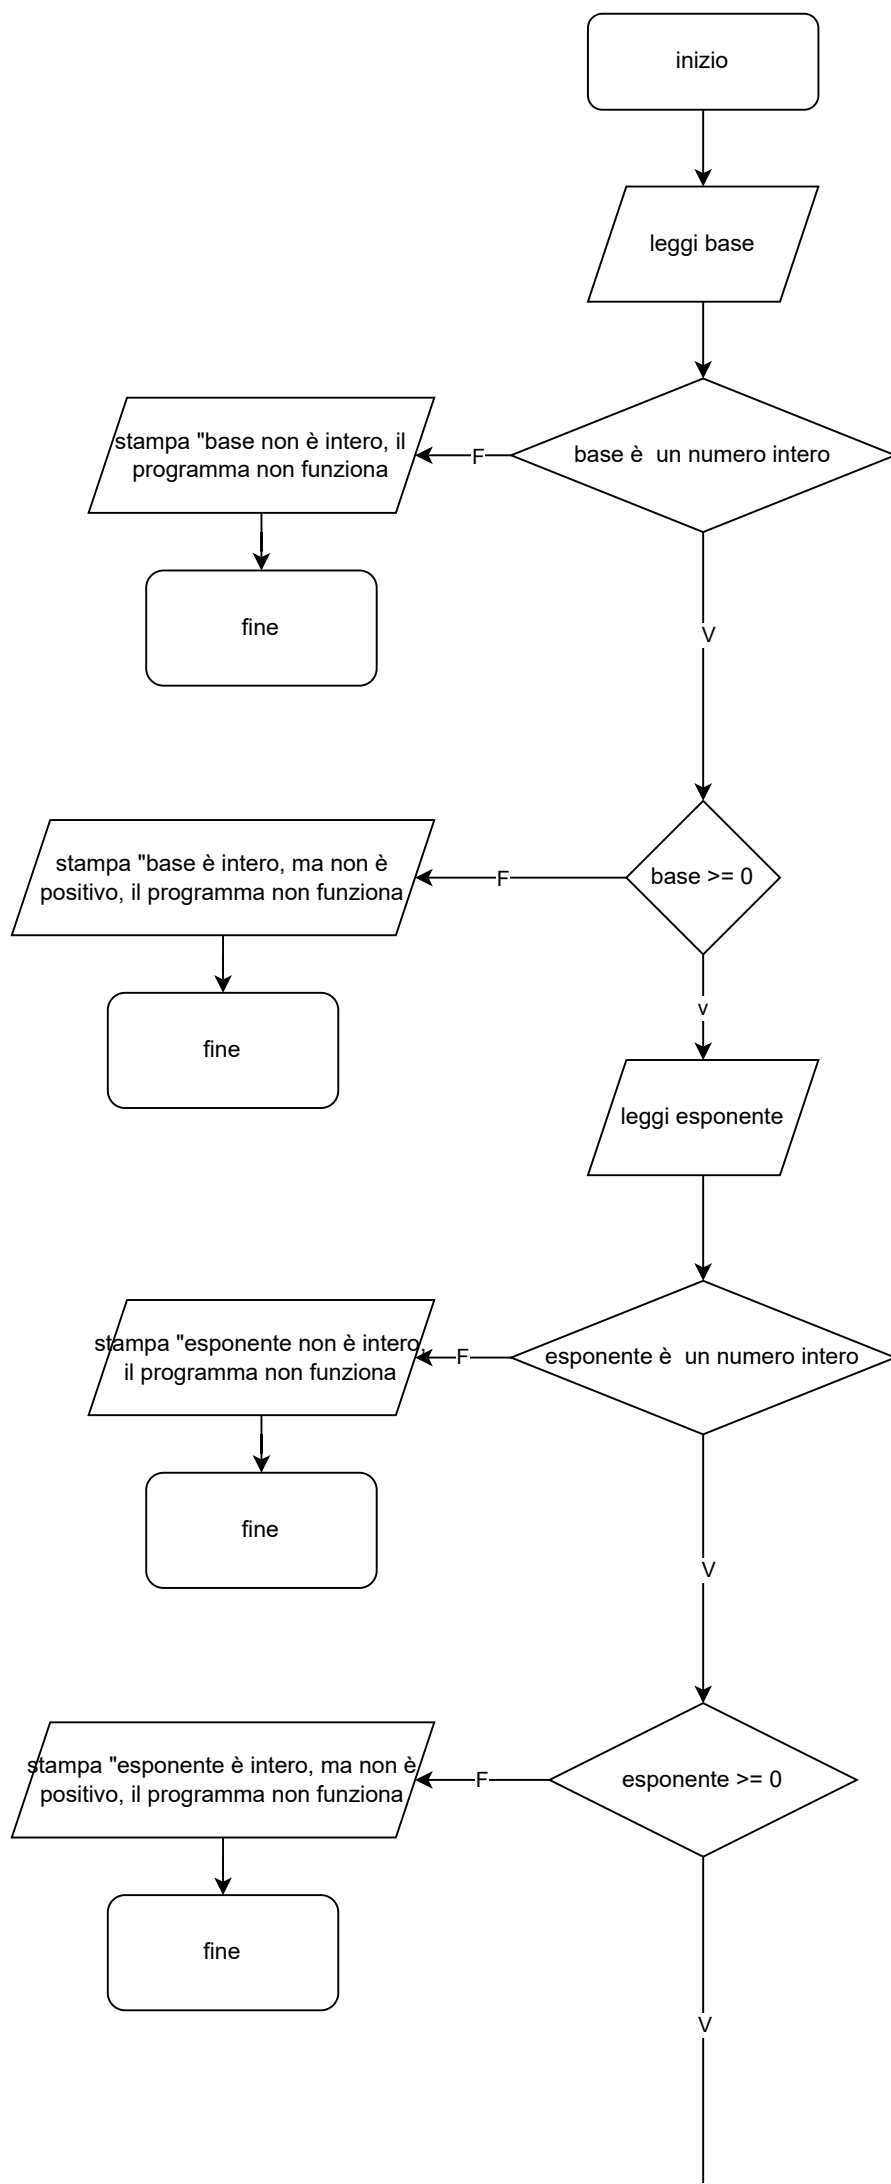 inizio
leggi base
stampa "base non è intero, il
programma non funziona
F
base è  un numero intero
fine
V
stampa "base è intero, ma non è
positivo, il programma non funziona
F
base >= 0
v
fine
leggi esponente
stampa "esponente non è intero,
il programma non funziona
F
esponente è  un numero intero
fine
V
stampa "esponente è intero, ma non è
positivo, il programma non funziona
F
esponente >= 0
fine
V